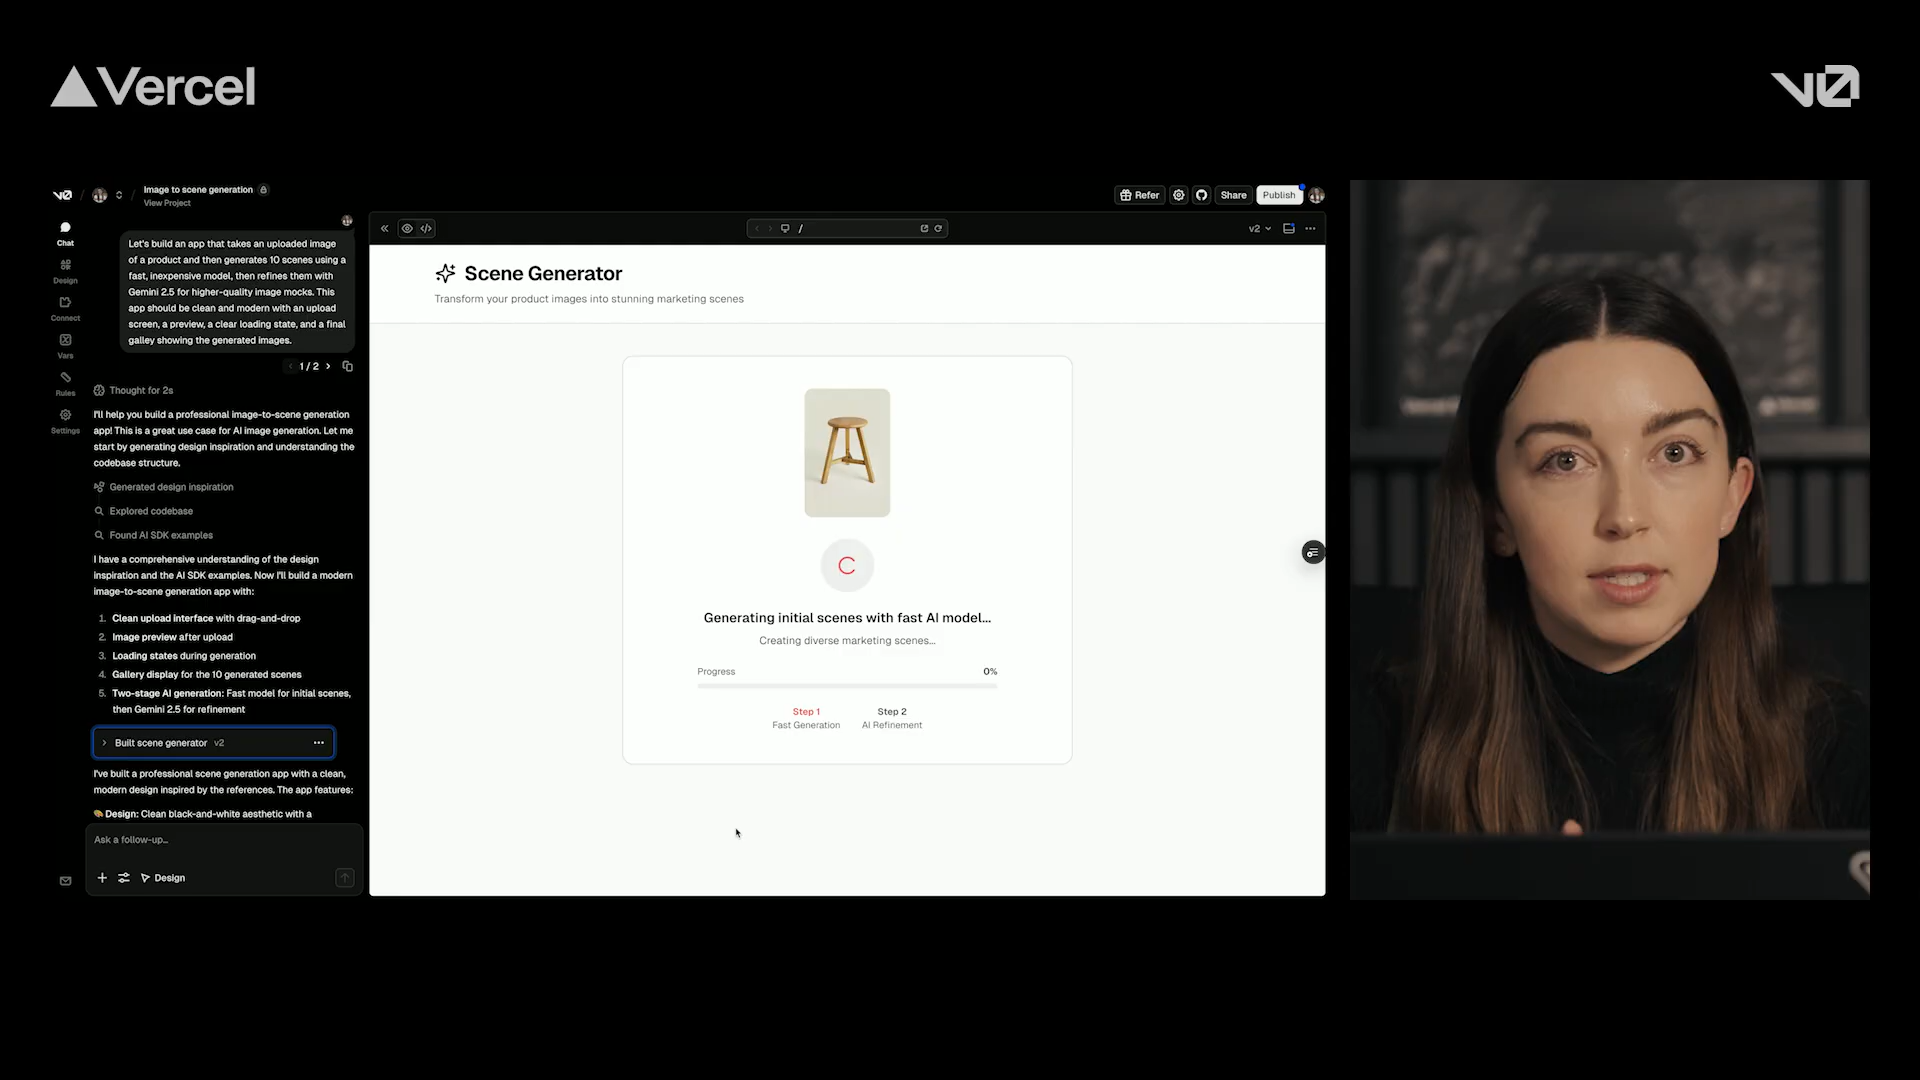 Vercel
v0
v0
Image to scene generation
View Project
Refer
Share
Publish
Chat
Design
Connect
Vars
Rules
Settings
Let's build an app that takes an uploaded image
of a product and then generates 10 scenes using a
fast, inexpensive model, then refines them with
Gemini 2.5 for higher-quality image mocks. This
app should be clean and modern with an upload
screen, a preview, a clear loading state, and a final
galley showing the generated images.
1 / 2
Thought for 2s
I'll help you build a professional image-to-scene generation
app! This is a great use case for AI image generation. Let me
start by generating design inspiration and understanding the
codebase structure.
Generated design inspiration
Explored codebase
Found AI SDK examples
I have a comprehensive understanding of the design
inspiration and the AI SDK examples. Now I'll build a modern
image-to-scene generation app with:
1. Clean upload interface with drag-and-drop
2. Image preview after upload
3. Loading states during generation
4. Gallery display for the 10 generated scenes
5. Two-stage AI generation: Fast model for initial scenes,
then Gemini 2.5 for refinement
Built scene generator v2
I've built a professional scene generation app with a clean,
modern design inspired by the references. The app features:
🎨 Design: Clean black-and-white aesthetic with a
Ask a follow-up...
Design
/
v2
Scene Generator
Transform your product images into stunning marketing scenes
Generating initial scenes with fast AI model...
Creating diverse marketing scenes...
Progress 0%
Step 1
Fast Generation
Step 2
AI Refinement